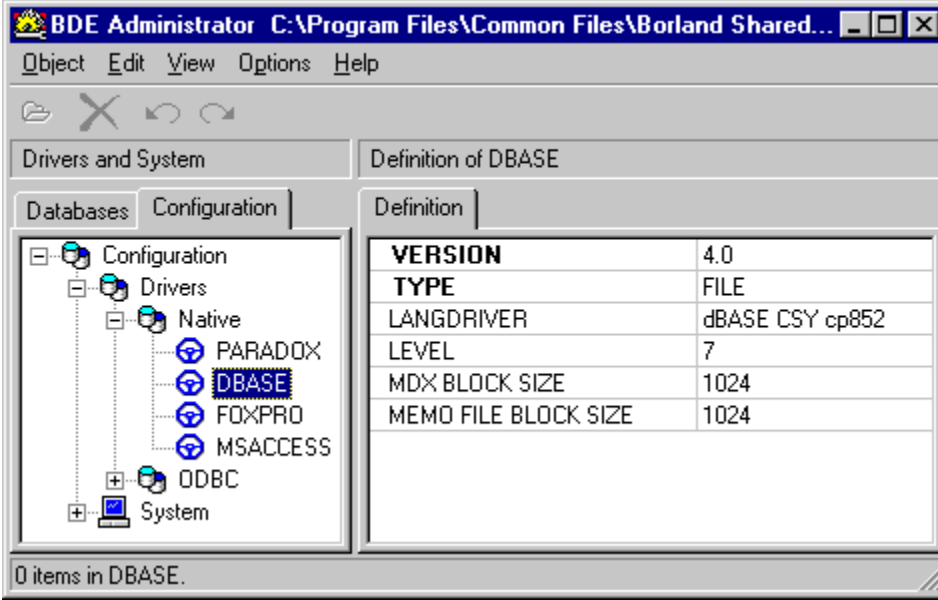 BDE Administrator C:\Program Files\Common Files\Borland Shared...
Object Edit View Options Help
Drivers and System
Definition of DBASE
Databases Configuration
Definition
Configuration
Drivers
Native
PARADOX
DBASE
FOXPRO
MSACCESS
ODBC
System
VERSION 4.0
TYPE FILE
LANGDRIVER dBASE CSY cp852
LEVEL 7
MDX BLOCK SIZE 1024
MEMO FILE BLOCK SIZE 1024
0 items in DBASE.